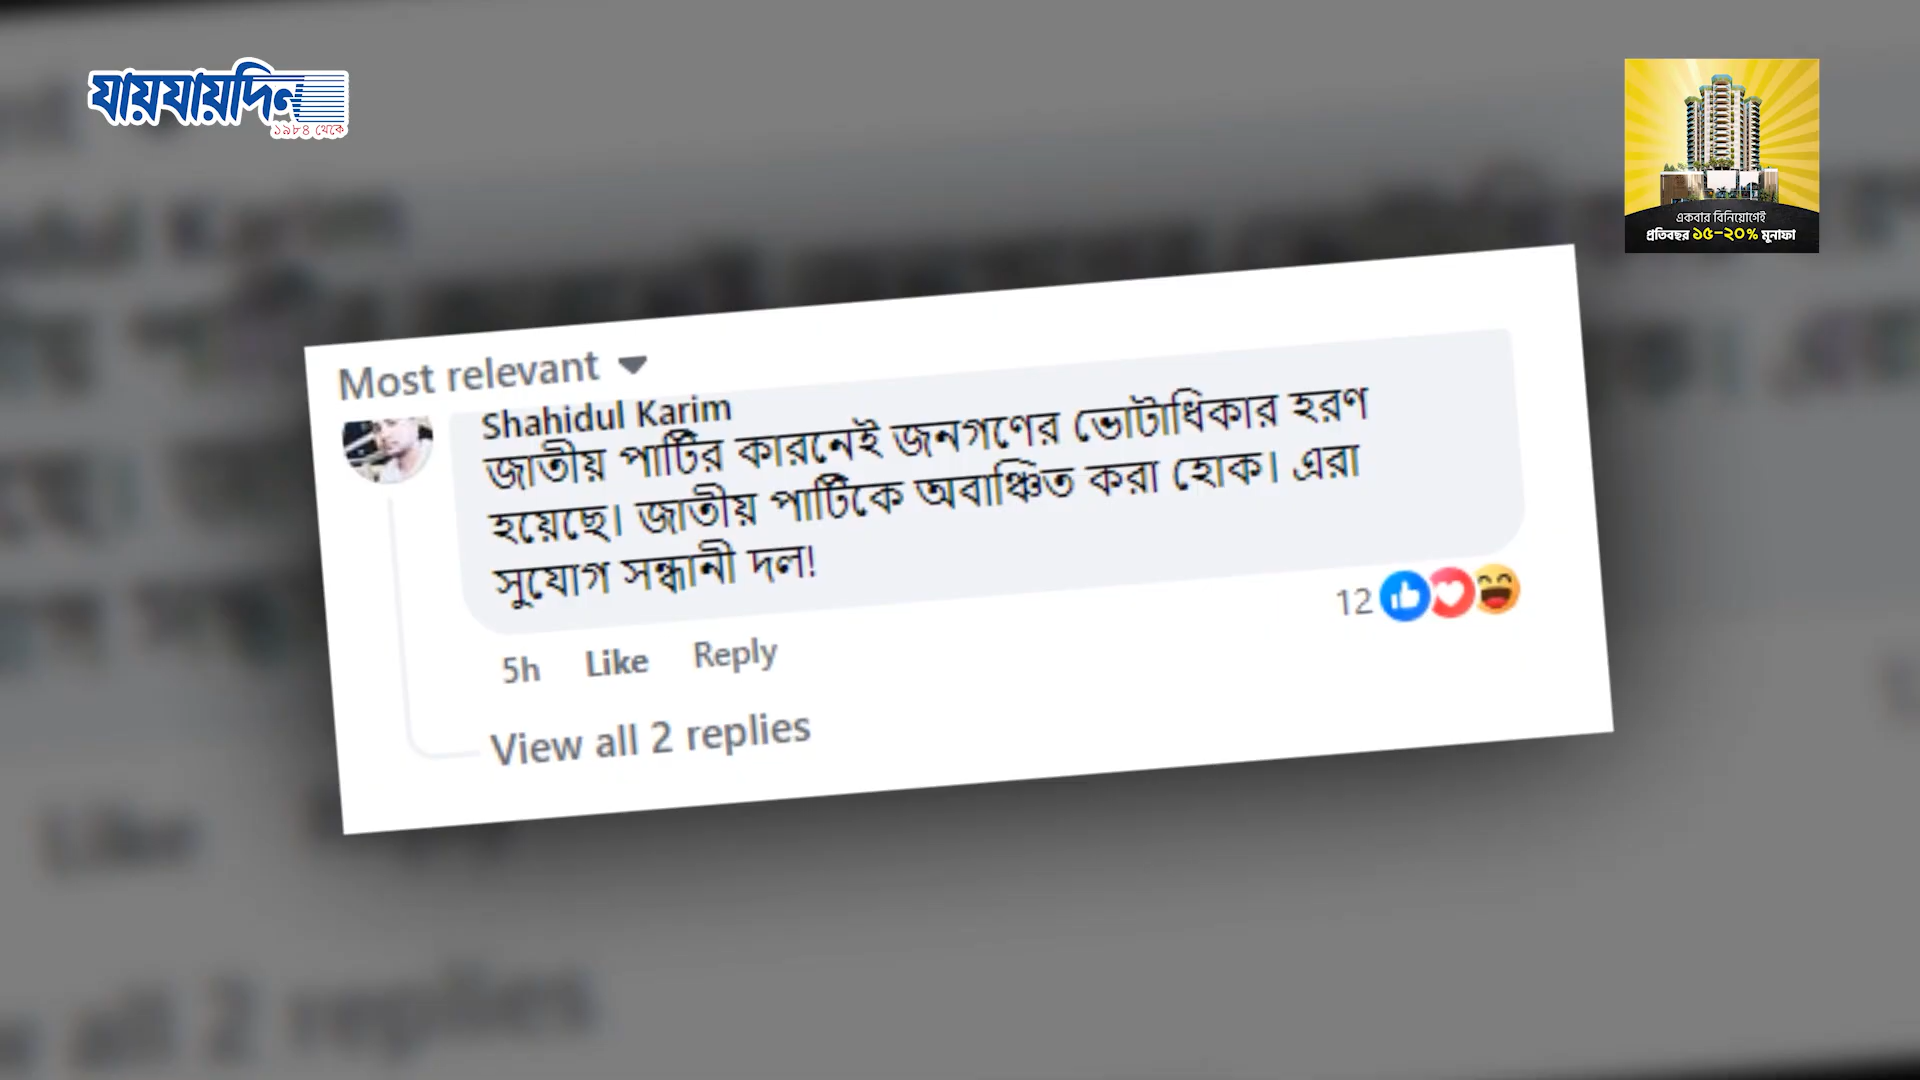 যায়যায়দিন
১৯৮৪ থেকে
একবার বিনিয়োগেই
প্রতিবছর ১৫-২০% মুনাফা
Most relevant
Shahidul Karim
জাতীয় পার্টির কারনেই জনগণের ভোটাধিকার হরণ
হয়েছে। জাতীয় পার্টিকে অবাঞ্চিত করা হোক। এরা
সুযোগ সন্ধানী দল!
12
5h Like Reply
View all 2 replies